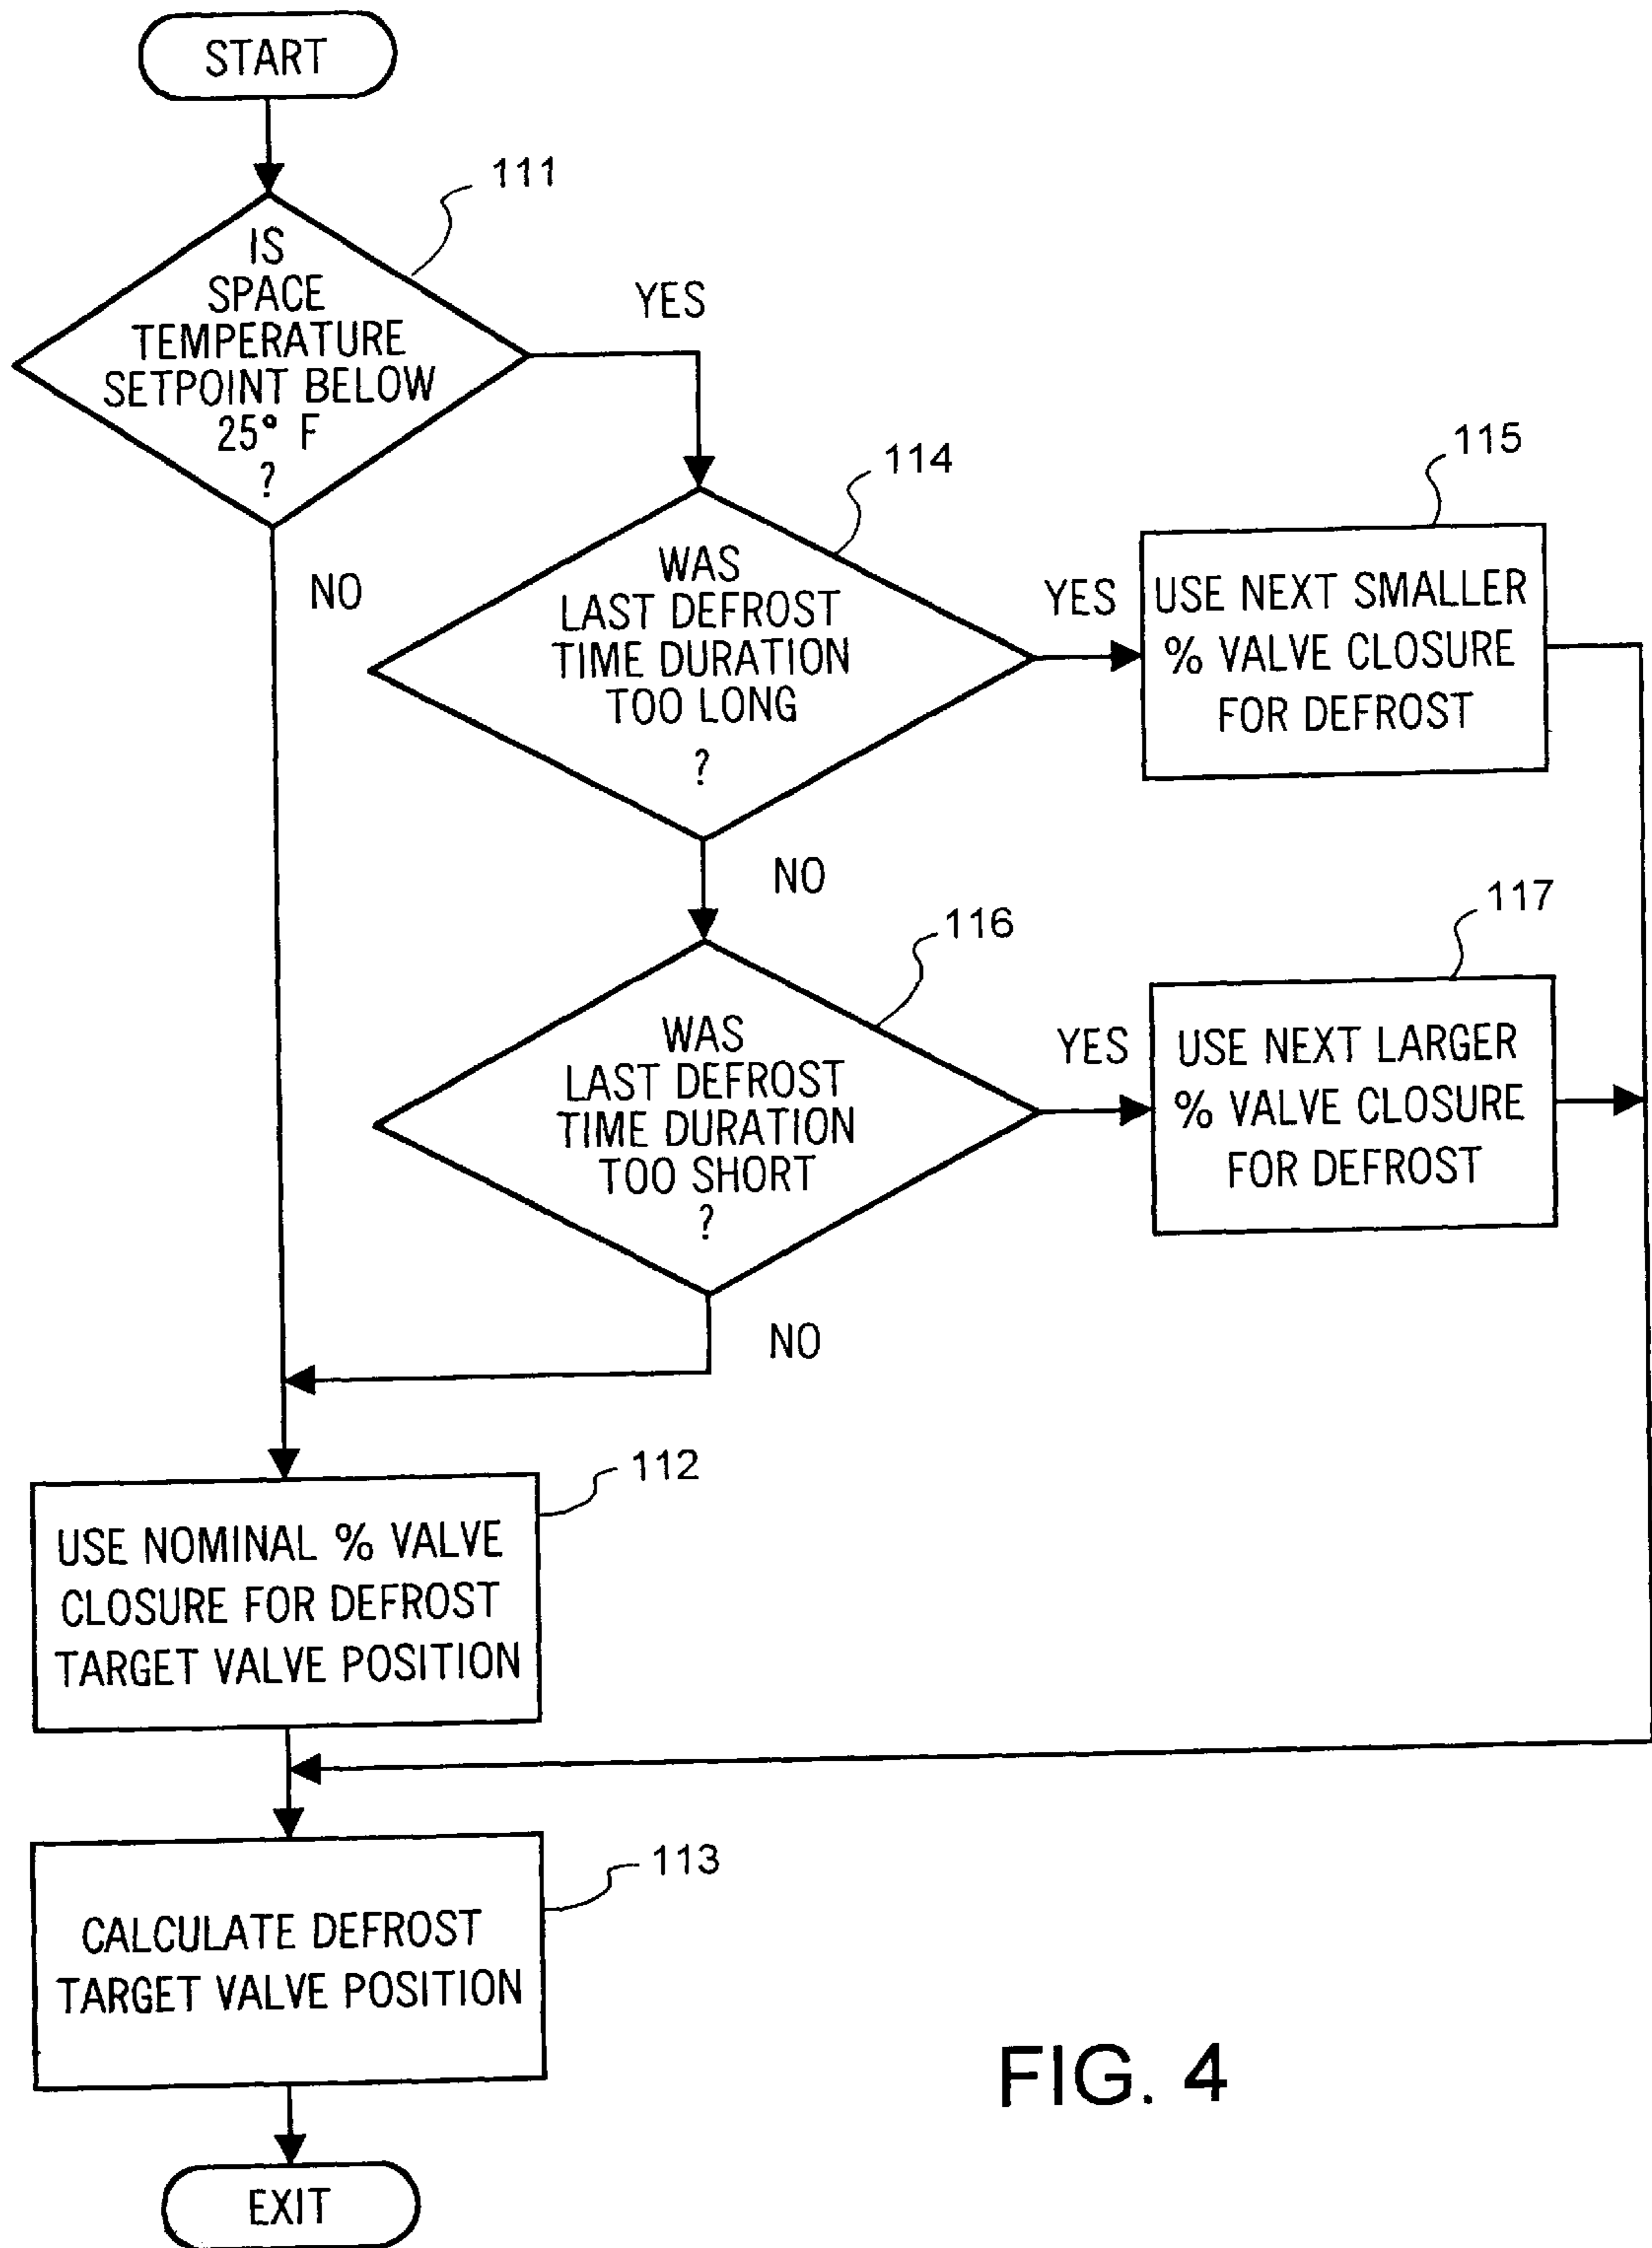 START
111
IS
SPACE
TEMPERATURE
SETPOINT BELOW
25° F
?
YES
NO
114
WAS
LAST DEFROST
TIME DURATION
TOO LONG
?
YES
115
USE NEXT SMALLER
% VALVE CLOSURE
FOR DEFROST
NO
116
WAS
LAST DEFROST
TIME DURATION
TOO SHORT
?
YES
117
USE NEXT LARGER
% VALVE CLOSURE
FOR DEFROST
NO
112
USE NOMINAL % VALVE
CLOSURE FOR DEFROST
TARGET VALVE POSITION
113
CALCULATE DEFROST
TARGET VALVE POSITION
EXIT
FIG. 4